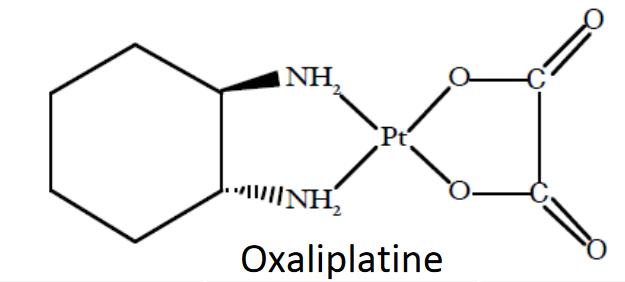 O
NH₂ O C
Pt
NH₂ O C
O
Oxaliplatine